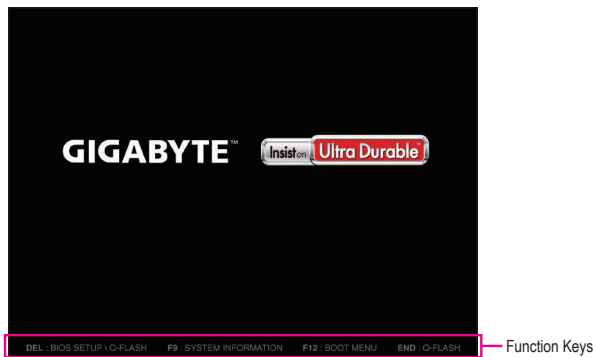 GIGABYTE™ Insist on Ultra Durable™
DEL : BIOS SETUP \ Q-FLASH F9 : SYSTEM INFORMATION F12 : BOOT MENU END : Q-FLASH
Function Keys